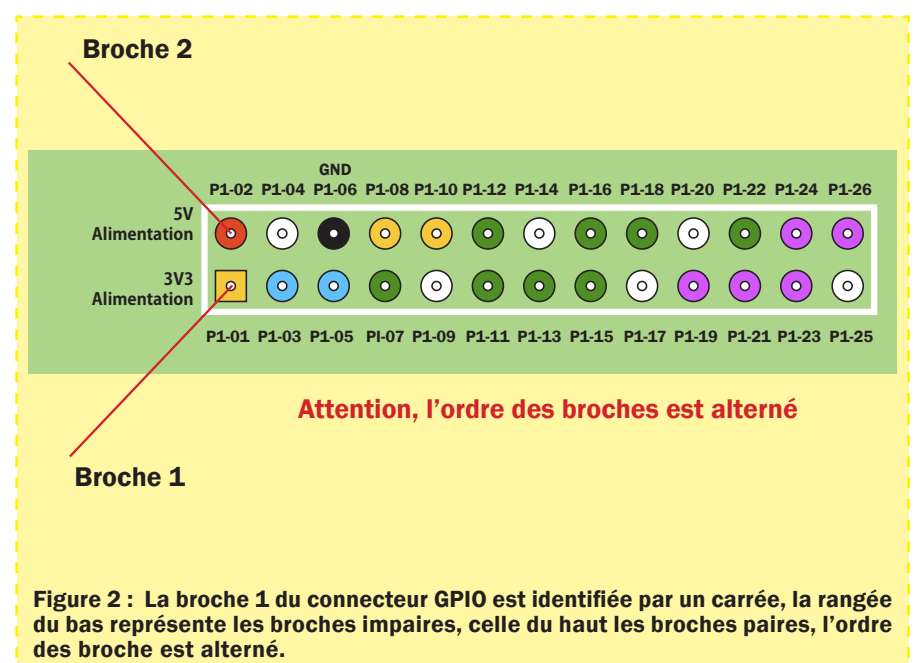 Broche 2
GND
P1-02 P1-04 P1-06 P1-08 P1-10 P1-12 P1-14 P1-16 P1-18 P1-20 P1-22 P1-24 P1-26
5V
Alimentation
3V3
Alimentation
P1-01 P1-03 P1-05 PI-07 P1-09 P1-11 P1-13 P1-15 P1-17 P1-19 P1-21 P1-23 P1-25
Attention, l'ordre des broches est alterné
Broche 1
Figure 2 : La broche 1 du connecteur GPIO est identifiée par un carrée, la rangée
du bas représente les broches impaires, celle du haut les broches paires, l'ordre
des broche est alterné.